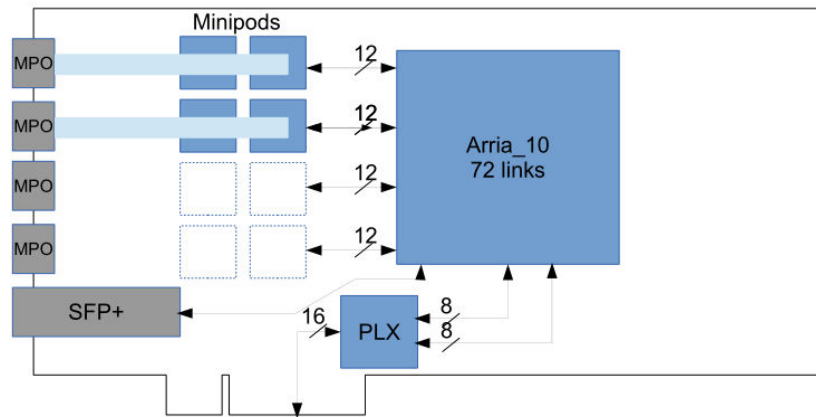 Minipods
MPO
12
MPO
12
Arria_10
72 links
MPO
12
MPO
12
SFP+
16
PLX
8
8